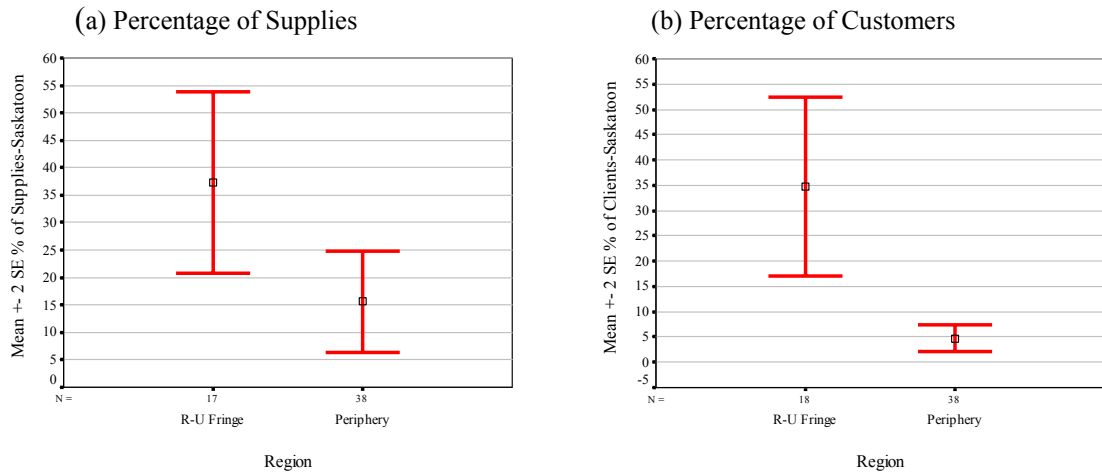 (a) Percentage of Supplies
Mean +- 2 SE % of Supplies-Saskatoon
60
55
50
45
40
35
30
25
20
15
10
5
0
N = 17 38
R-U Fringe Periphery
Region
(b) Percentage of Customers
Mean +- 2 SE % of Clients-Saskatoon
60
55
50
45
40
35
30
25
20
15
10
5
0
-5
N = 18 38
R-U Fringe Periphery
Region